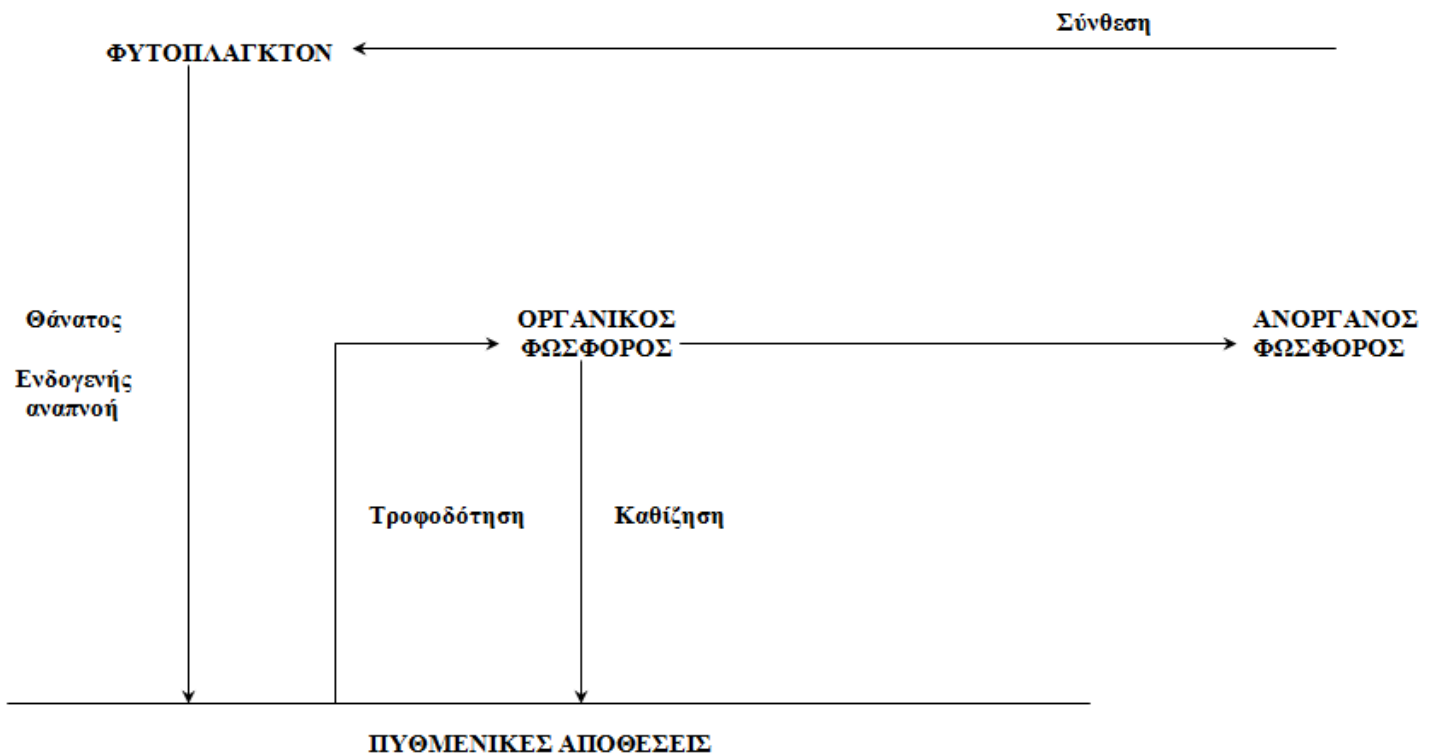 Σύνθεση
ΦΥΤΟΠΛΑΓΚΤΟΝ
Θάνατος
Ενδογενής
αναπνοή
ΟΡΓΑΝΙΚΟΣ
ΦΩΣΦΟΡΟΣ
ΑΝΟΡΓΑΝΟΣ
ΦΩΣΦΟΡΟΣ
Τροφοδότηση
Καθίζηση
ΠΥΘΜΕΝΙΚΕΣ ΑΠΟΘΕΣΕΙΣ